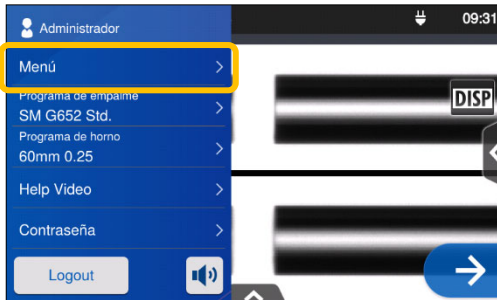 Administrador
09:31
Menú
Programa de empalme
SM G652 Std.
DISP
Programa de horno
60mm 0.25
Help Video
Contraseña
Logout